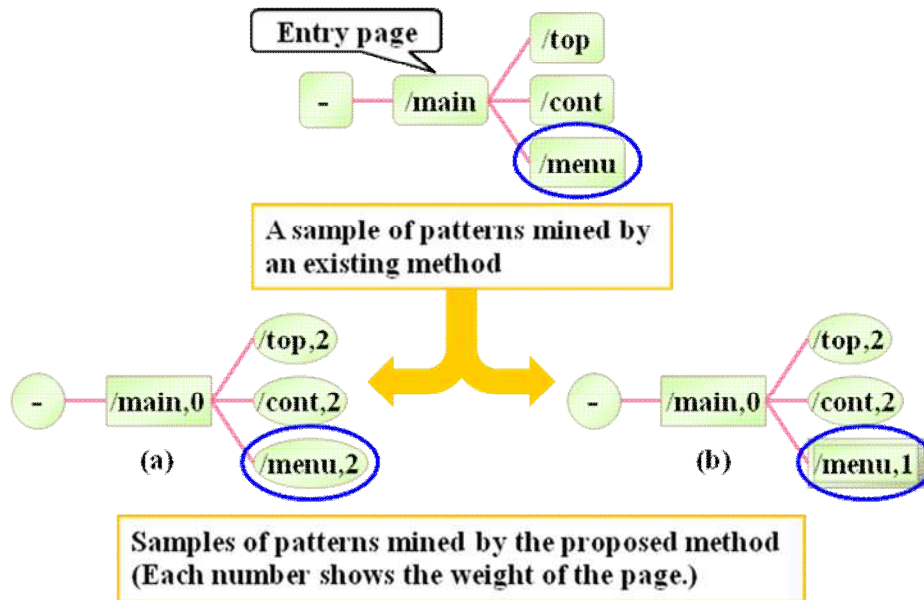 Entry page
/top
-
/main
/cont
/menu
A sample of patterns mined by
an existing method
/top,2
-
/main,0
/cont,2
/menu,2
(a)
/top,2
-
/main,0
/cont,2
/menu,1
(b)
Samples of patterns mined by the proposed method
(Each number shows the weight of the page.)